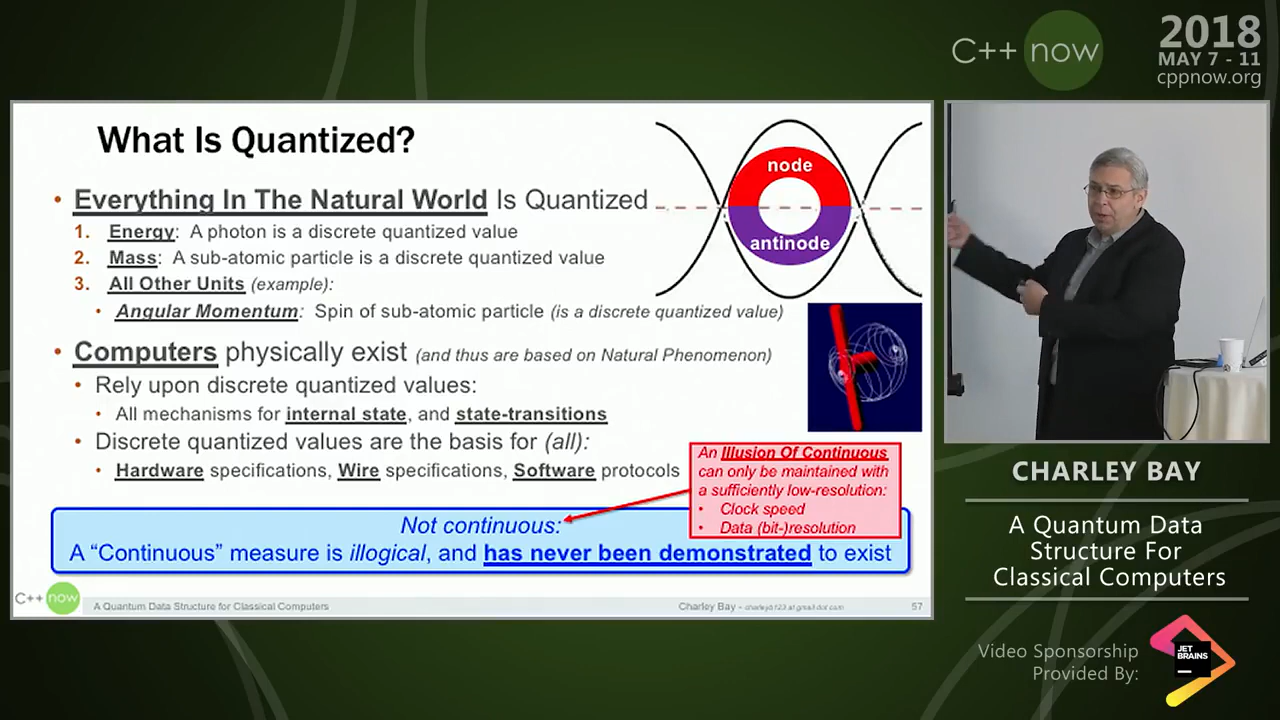 C++ now
2018
MAY 7 - 11
cppnow.org
What Is Quantized?
• Everything In The Natural World Is Quantized
1. Energy: A photon is a discrete quantized value
2. Mass: A sub-atomic particle is a discrete quantized value
3. All Other Units (example):
• Angular Momentum: Spin of sub-atomic particle (is a discrete quantized value)
node
antinode
• Computers physically exist (and thus are based on Natural Phenomenon)
• Rely upon discrete quantized values:
• All mechanisms for internal state, and state-transitions
• Discrete quantized values are the basis for (all):
• Hardware specifications, Wire specifications, Software protocols
An Illusion Of Continuous
can only be maintained with
a sufficiently low-resolution:
• Clock speed
• Data (bit-)resolution
Not continuous:
A “Continuous” measure is illogical, and has never been demonstrated to exist
C++ now
A Quantum Data Structure for Classical Computers
Charley Bay - charleyb123 at gmail dot com
57
CHARLEY BAY
A Quantum Data
Structure For
Classical Computers
Video Sponsorship
Provided By:
JET
BRAINS